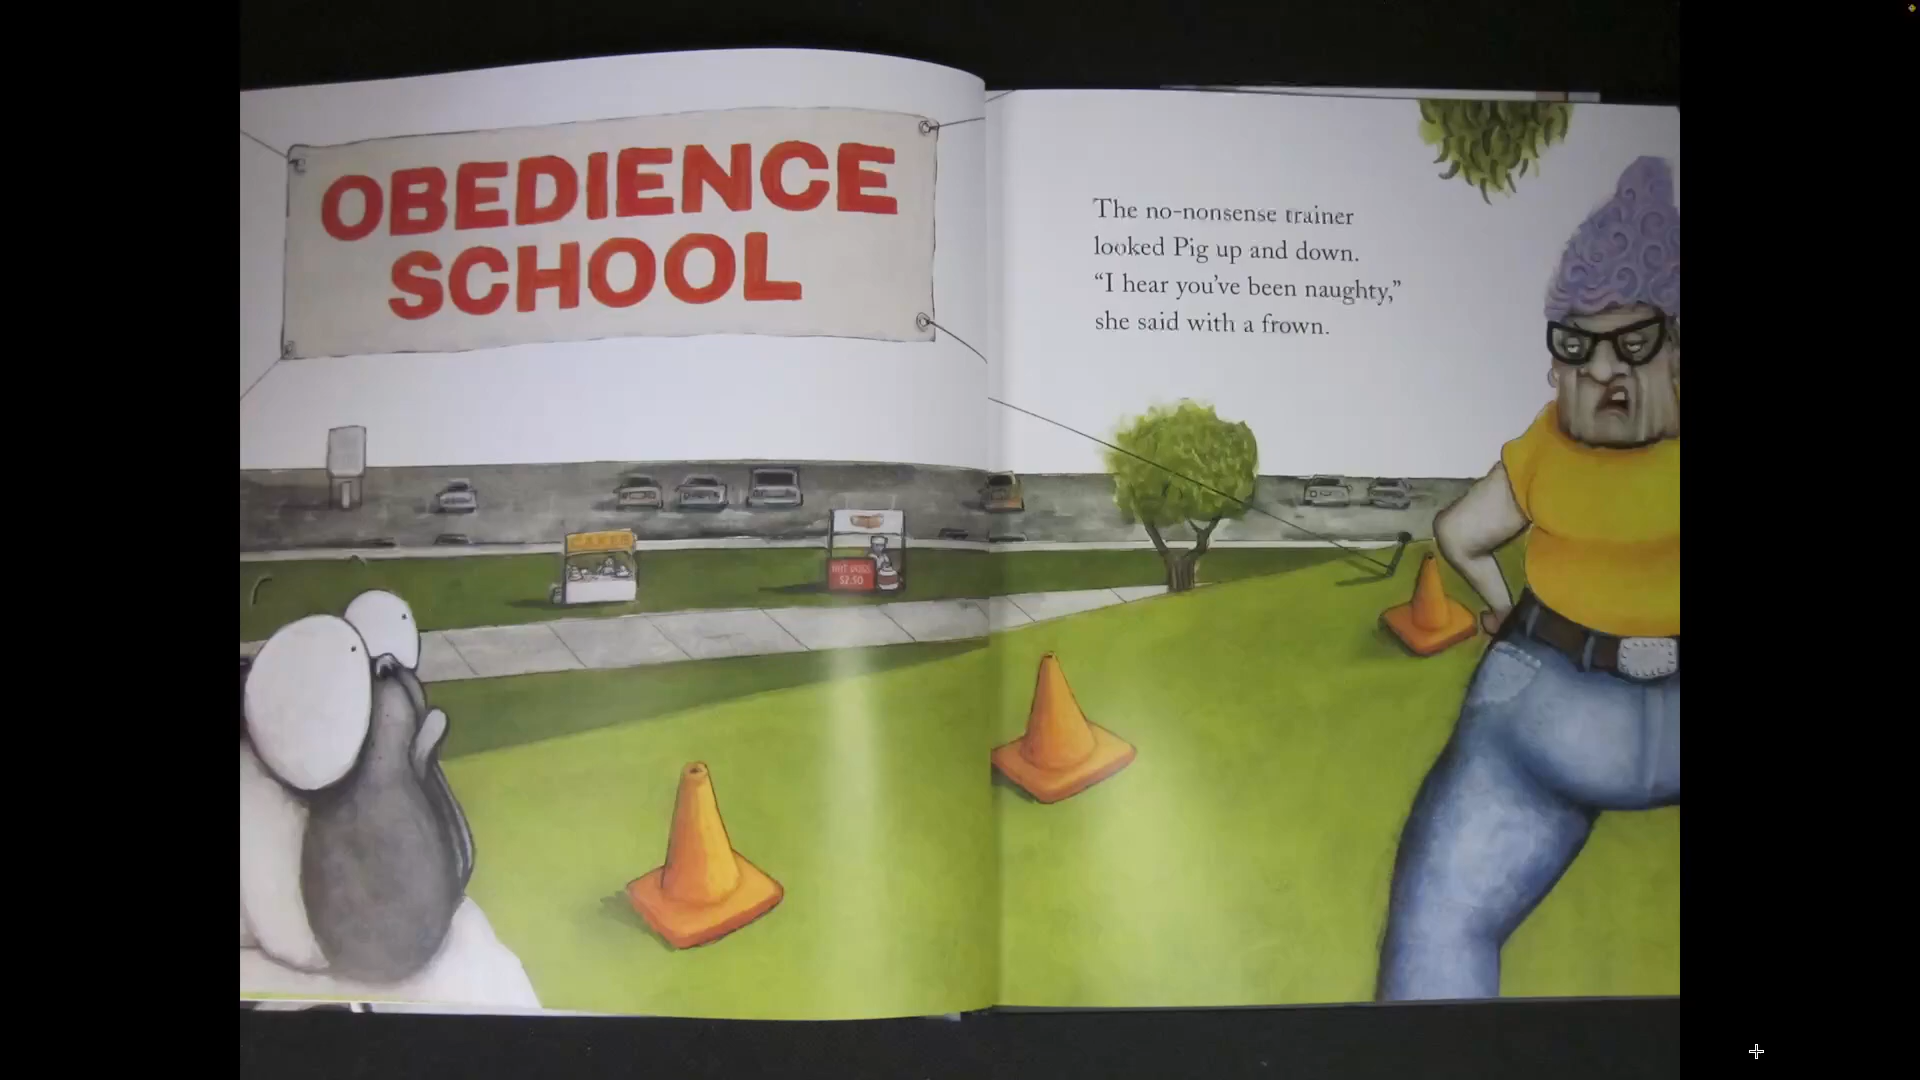 OBEDIENCE
SCHOOL
The no-nonsense trainer
looked Pig up and down.
“I hear you’ve been naughty,”
she said with a frown.
CAKES
HOT DOGS
$2.50